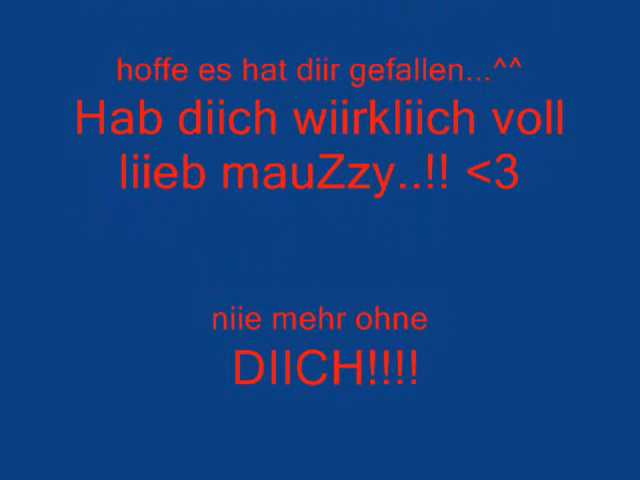 hoffe es hat diir gefallen...^^
Hab diich wiirkliich voll
liieb mauZzy..!! <3
niie mehr ohne
DIICH!!!!